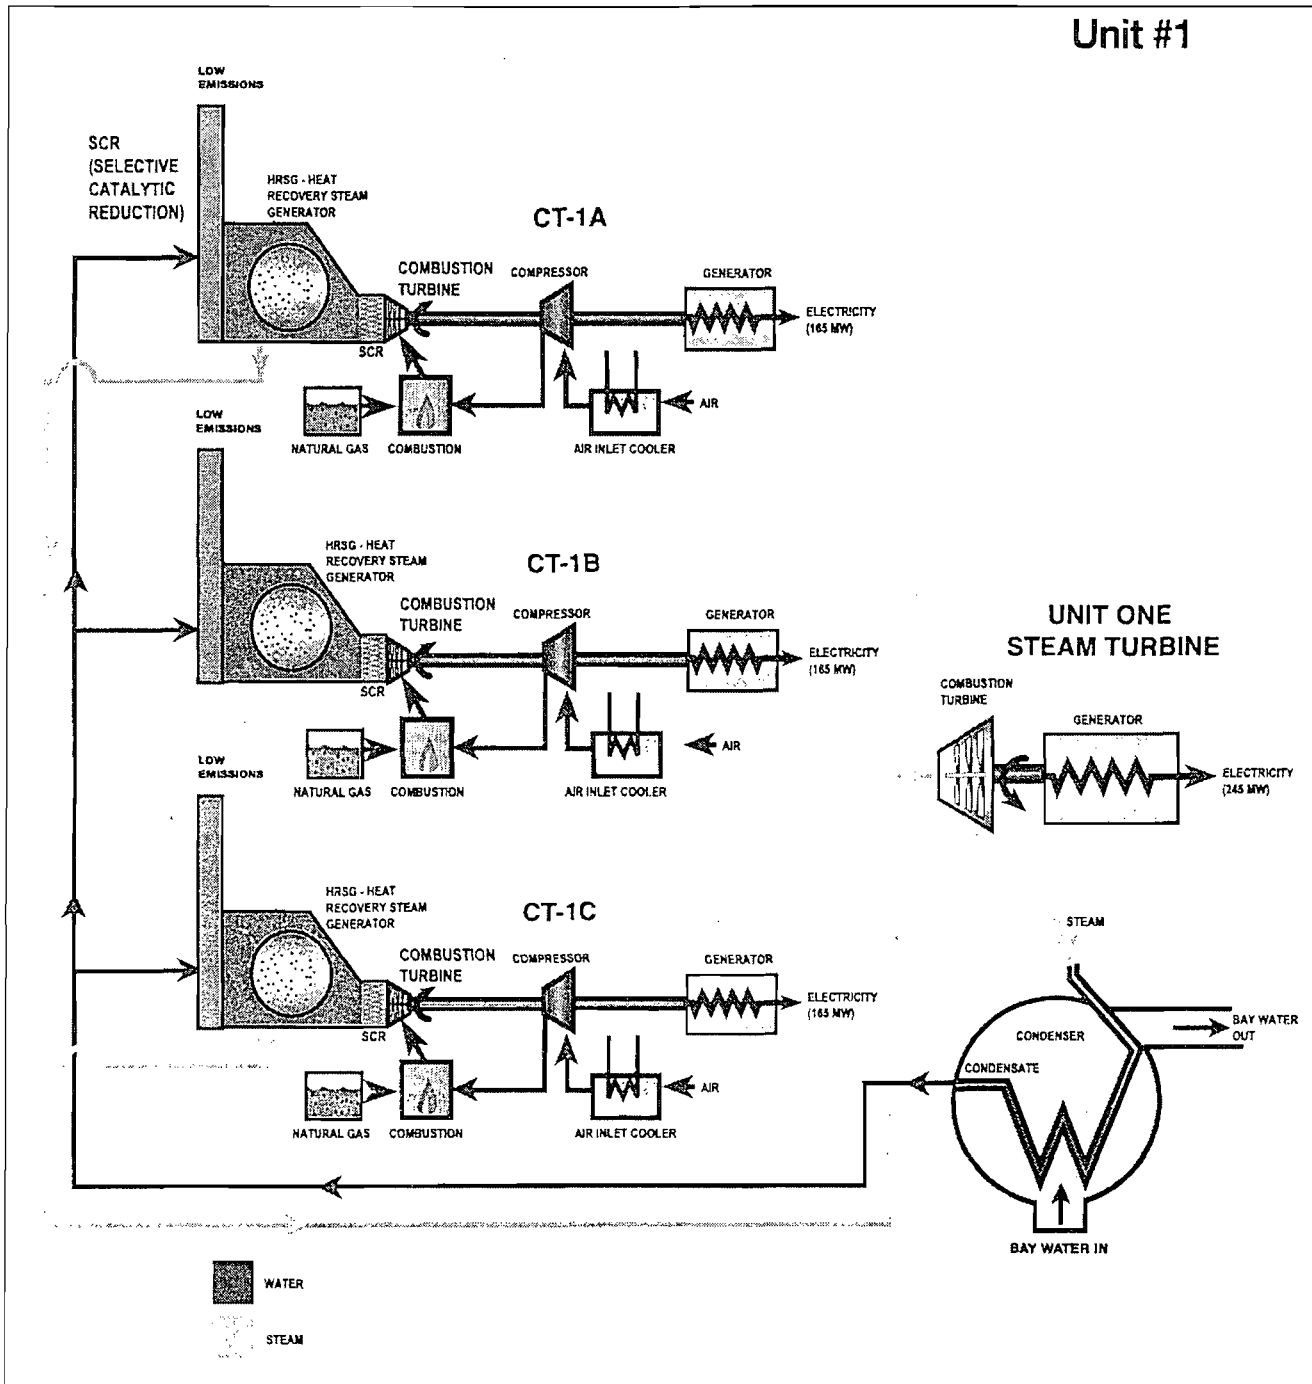 Unit #1
LOW
EMISSIONS
SCR
(SELECTIVE
CATALYTIC
REDUCTION)
HRSG - HEAT
RECOVERY STEAM
GENERATOR
CT-1A
COMBUSTION
TURBINE
COMPRESSOR
GENERATOR
ELECTRICITY
(165 MW)
SCR
AIR
NATURAL GAS
COMBUSTION
AIR INLET COOLER
LOW
EMISSIONS
HRSG - HEAT
RECOVERY STEAM
GENERATOR
CT-1B
COMBUSTION
TURBINE
COMPRESSOR
GENERATOR
ELECTRICITY
(165 MW)
SCR
AIR
NATURAL GAS
COMBUSTION
AIR INLET COOLER
UNIT ONE
STEAM TURBINE
COMBUSTION
TURBINE
GENERATOR
ELECTRICITY
(245 MW)
LOW
EMISSIONS
HRSG - HEAT
RECOVERY STEAM
GENERATOR
CT-1C
COMBUSTION
TURBINE
COMPRESSOR
GENERATOR
ELECTRICITY
(165 MW)
SCR
AIR
NATURAL GAS
COMBUSTION
AIR INLET COOLER
STEAM
CONDENSER
BAY WATER
OUT
CONDENSATE
BAY WATER IN
WATER
STEAM